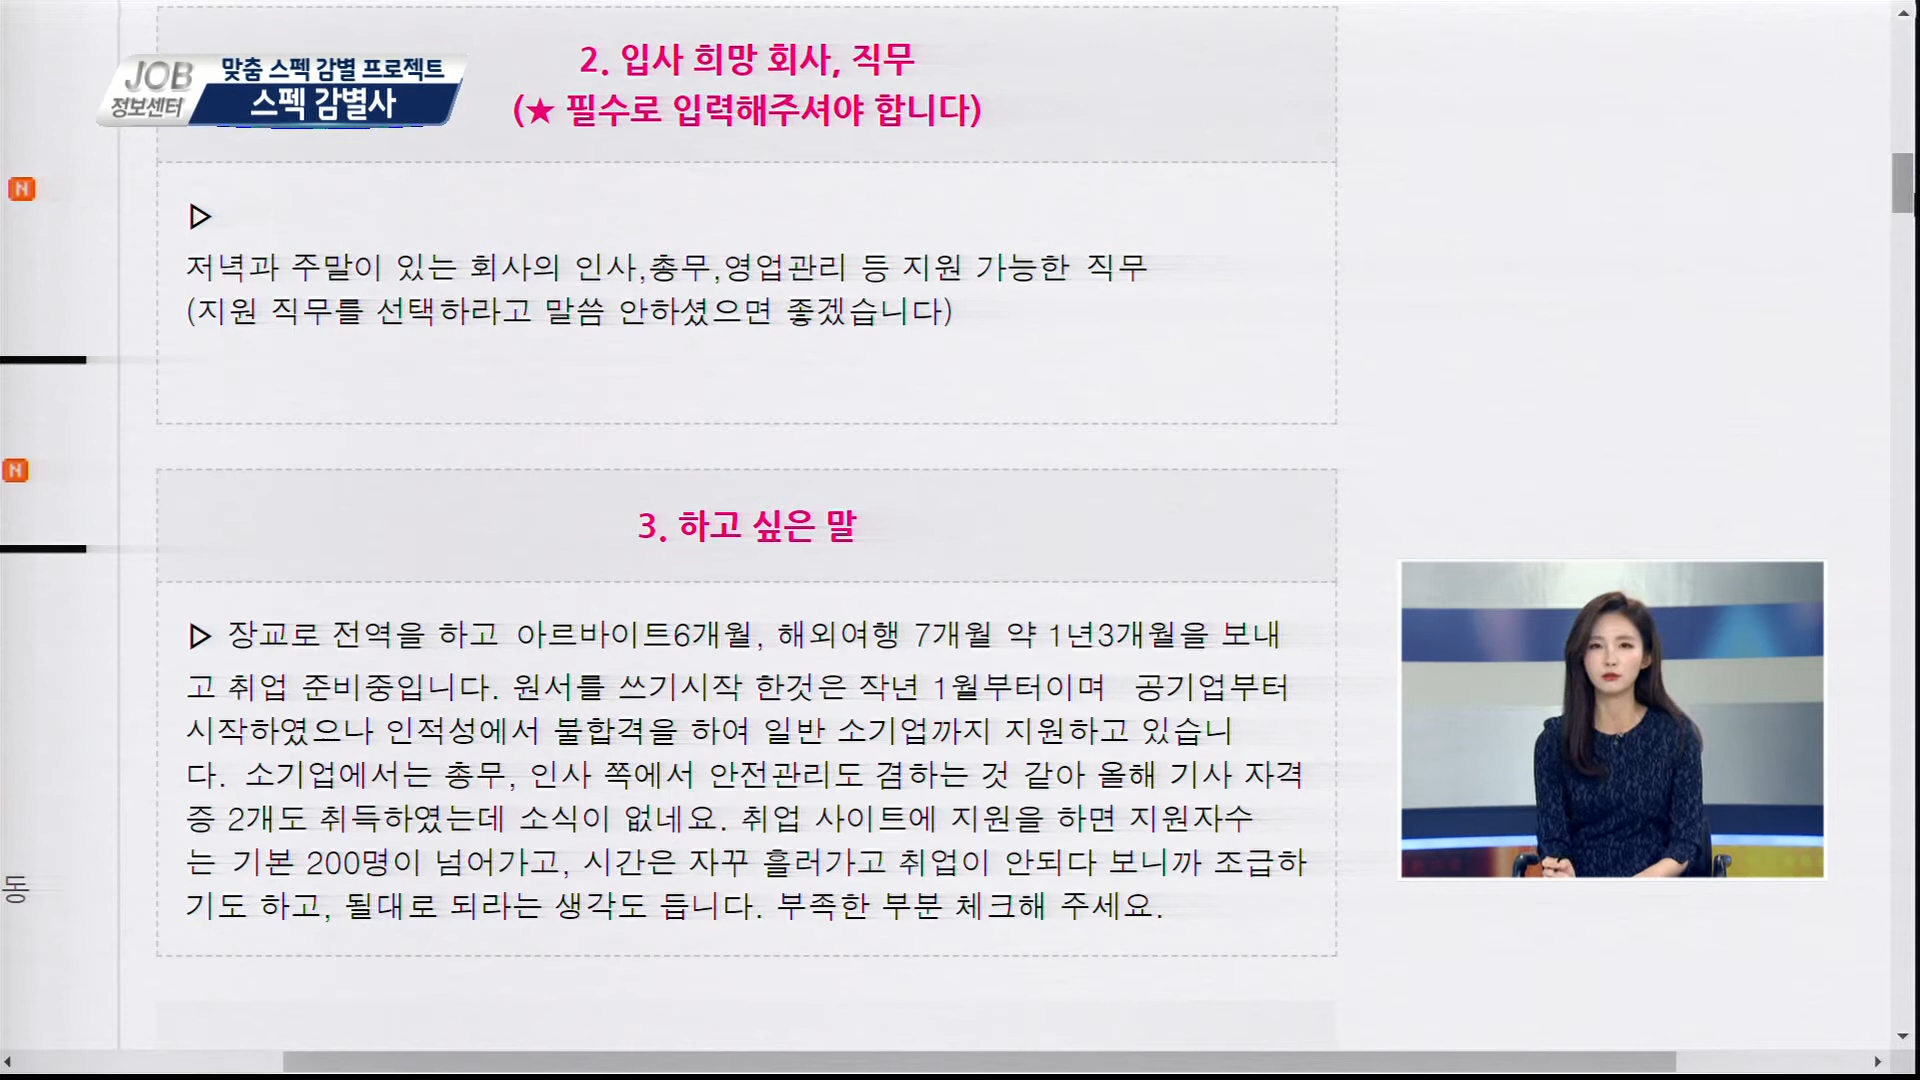 JOB
정보센터
맞춤 스펙 감별 프로젝트
스펙 감별사
2. 입사 희망 회사, 직무
(★ 필수로 입력해주셔야 합니다)
N
▷
저녁과 주말이 있는 회사의 인사,총무,영업관리 등 지원 가능한 직무
(지원 직무를 선택하라고 말씀 안하셨으면 좋겠습니다)
N
3. 하고 싶은 말
▷ 장교로 전역을 하고 아르바이트6개월, 해외여행 7개월 약 1년3개월을 보내
고 취업 준비중입니다. 원서를 쓰기시작 한것은 작년 1월부터이며 공기업부터
시작하였으나 인적성에서 불합격을 하여 일반 소기업까지 지원하고 있습니
다. 소기업에서는 총무, 인사 쪽에서 안전관리도 겸하는 것 같아 올해 기사 자격
증 2개도 취득하였는데 소식이 없네요. 취업 사이트에 지원을 하면 지원자수
는 기본 200명이 넘어가고, 시간은 자꾸 흘러가고 취업이 안되다 보니까 조급하
기도 하고, 될대로 되라는 생각도 듭니다. 부족한 부분 체크해 주세요.
동